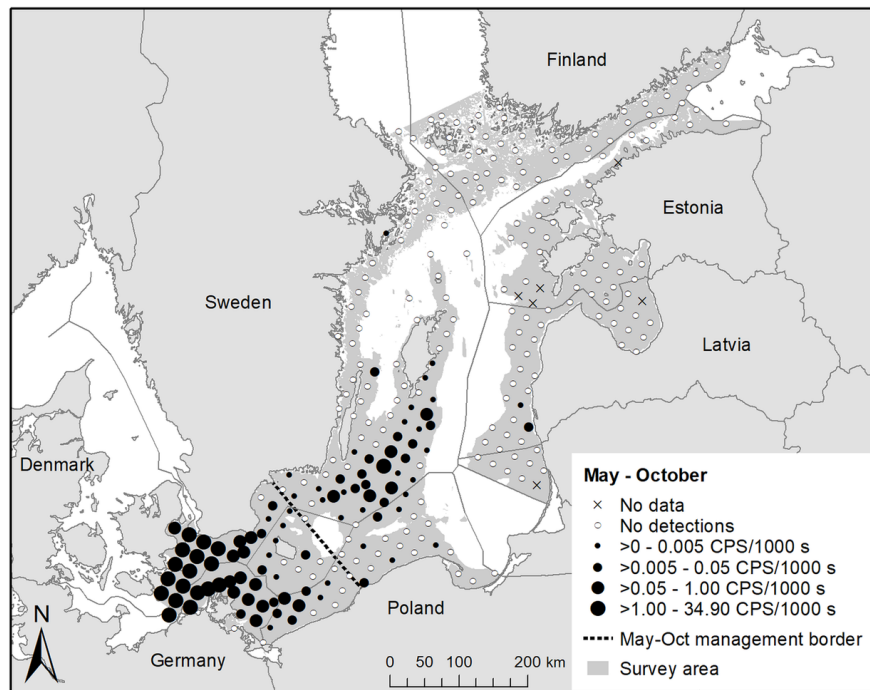 Finland
Estonia
Sweden
Latvia
Denmark
May - October
No data
No detections
>0 - 0.005 CPS/1000 s
>0.005 - 0.05 CPS/1000 s
>0.05 - 1.00 CPS/1000 s
>1.00 - 34.90 CPS/1000 s
May-Oct management border
Survey area
N
Poland
Germany
0 50 100 200 km